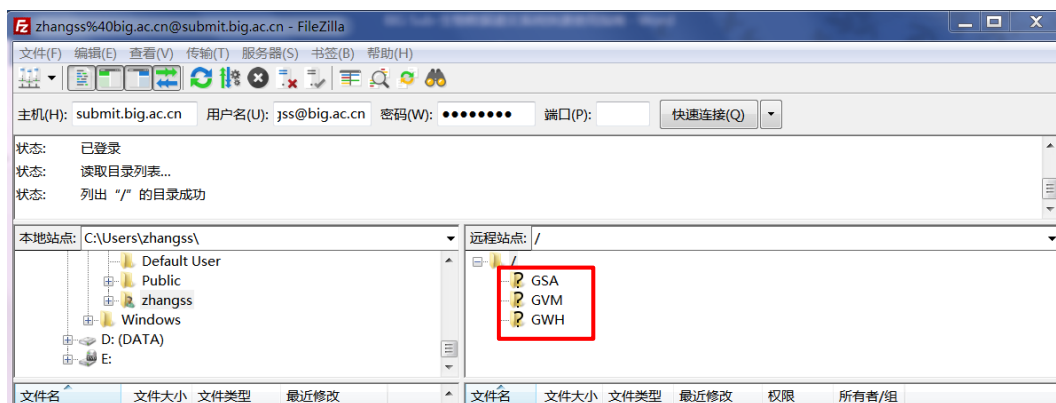 zhangss%40big.ac.cn@submit.big.ac.cn - FileZilla
文件(F) 编辑(E) 查看(V) 传输(T) 服务器(S) 书签(B) 帮助(H)
主机(H): submit.big.ac.cn 用户名(U): gss@big.ac.cn 密码(W): ●●●●●●●● 端口(P): 快速连接(Q)
状态: 已登录
状态: 读取目录列表...
状态: 列出“/”的目录成功
本地站点: C:\Users\zhangss\
Default User
Public
zhangss
Windows
D: (DATA)
E:
远程站点: /
/
GSA
GVM
GWH
文件名 文件大小 文件类型 最近修改
文件名 文件大小 文件类型 最近修改 权限 所有者/组